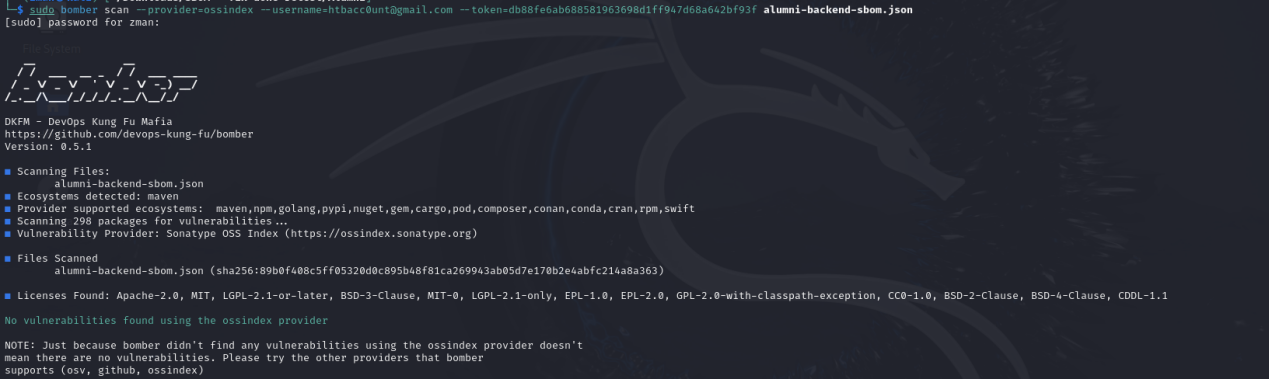 └─$ sudo bomber scan --provider=ossindex --username=htbacc0unt@gmail.com --token=db88fe6ab688581963698d1ff947d68a642bf93f alumni-backend-sbom.json
[sudo] password for zman:
File System
DKFM - DevOps Kung Fu Mafia
https://github.com/devops-kung-fu/bomber
Version: 0.5.1
■ Scanning Files:
alumni-backend-sbom.json
■ Ecosystems detected: maven
■ Provider supported ecosystems:  maven,npm,golang,pypi,nuget,gem,cargo,pod,composer,conan,conda,cran,rpm,swift
■ Scanning 298 packages for vulnerabilities...
■ Vulnerability Provider: Sonatype OSS Index (https://ossindex.sonatype.org)
■ Files Scanned
alumni-backend-sbom.json (sha256:89b0f408c5ff05320d0c895b48f81ca269943ab05d7e170b2e4abfc214a8a363)
■ Licenses Found: Apache-2.0, MIT, LGPL-2.1-or-later, BSD-3-Clause, MIT-0, LGPL-2.1-only, EPL-1.0, EPL-2.0, GPL-2.0-with-classpath-exception, CC0-1.0, BSD-2-Clause, BSD-4-Clause, CDDL-1.1
No vulnerabilities found using the ossindex provider
NOTE: Just because bomber didn't find any vulnerabilities using the ossindex provider doesn't
mean there are no vulnerabilities. Please try the other providers that bomber
supports (osv, github, ossindex)